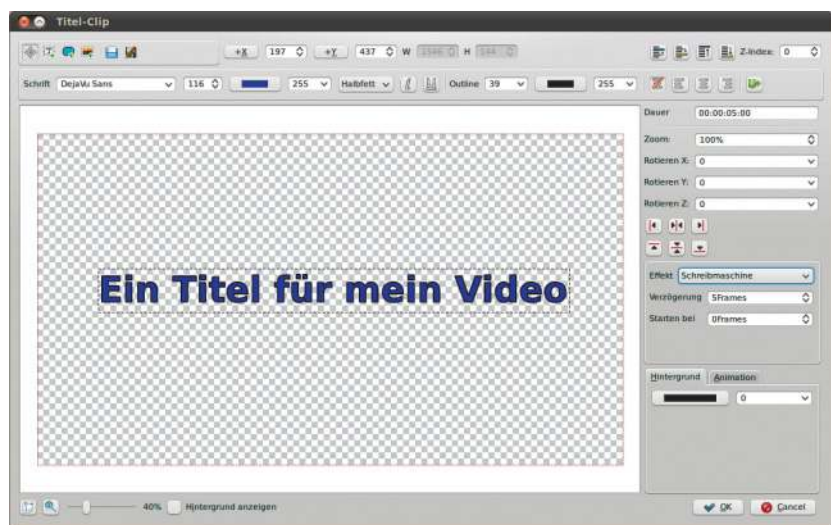 Titel-Clip
+X 197 +Y 437 W 1546 H 144 Z-Index: 0
Schrift DejaVu Sans 116 255 Halbfett Outline 39 255
Dauer 00:00:05:00
Zoom: 100%
Rotieren X: 0
Rotieren Y: 0
Rotieren Z: 0
Ein Titel für mein Video
Effekt Schreibmaschine
Verzögerung 5Frames
Starten bei 0Frames
Hintergrund Animation
0
40% Hintergrund anzeigen OK Cancel